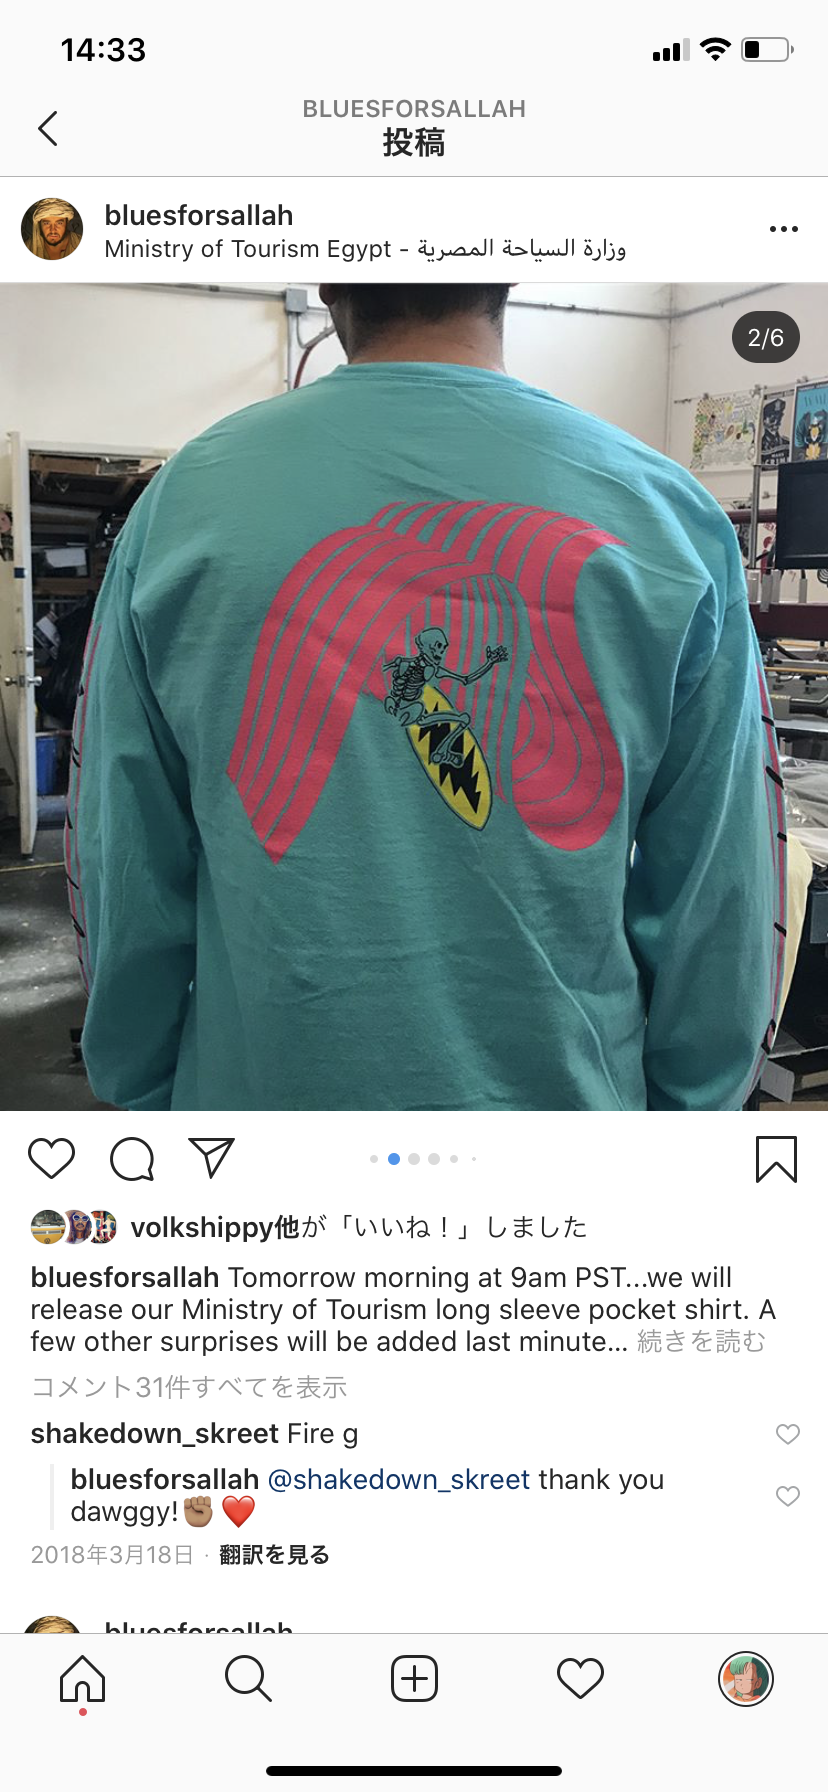 14:33
BLUESFORSALLAH
投稿
bluesforsallah
Ministry of Tourism Egypt - وزارة السياحة المصرية
2/6
volkshippy他が「いいね！」しました
bluesforsallah Tomorrow morning at 9am PST...we will
release our Ministry of Tourism long sleeve pocket shirt. A
few other surprises will be added last minute... 続きを読む
コメント31件すべてを表示
shakedown_skreet Fire g
bluesforsallah @shakedown_skreet thank you
dawggy!✊🏽❤️
2018年3月18日 · 翻訳を見る
bluesforsallah